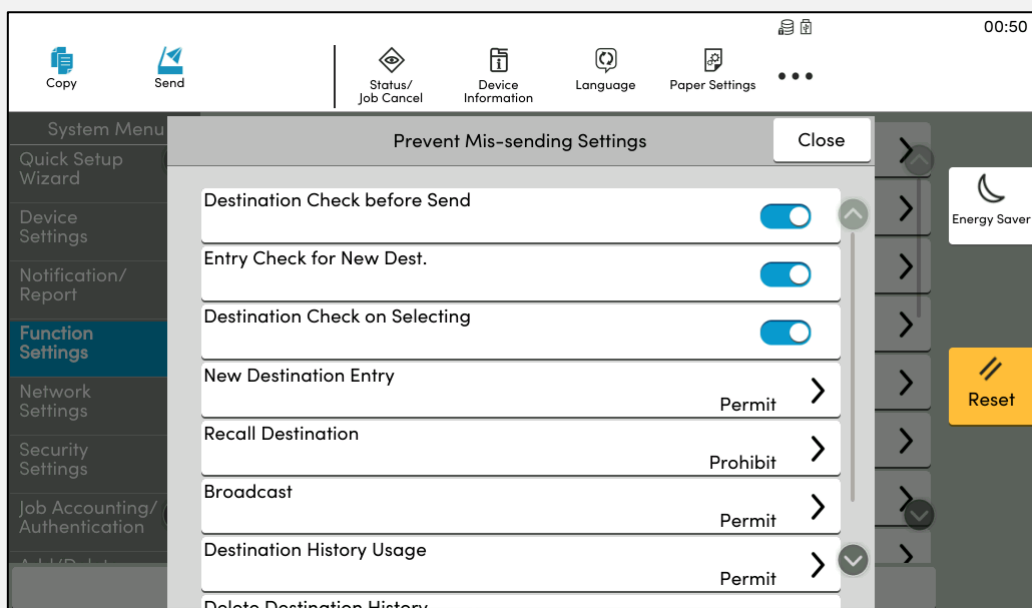 00:50
Copy
Send
Status/
Job Cancel
Device
Information
Language
Paper Settings
System Menu
Prevent Mis-sending Settings
Close
Quick Setup
Wizard
Device
Settings
Notification/
Report
Function
Settings
Network
Settings
Security
Settings
Job Accounting/
Authentication
Destination Check before Send
Entry Check for New Dest.
Destination Check on Selecting
New Destination Entry
Permit
Recall Destination
Prohibit
Broadcast
Permit
Destination History Usage
Permit
Delete Destination History
Energy Saver
Reset